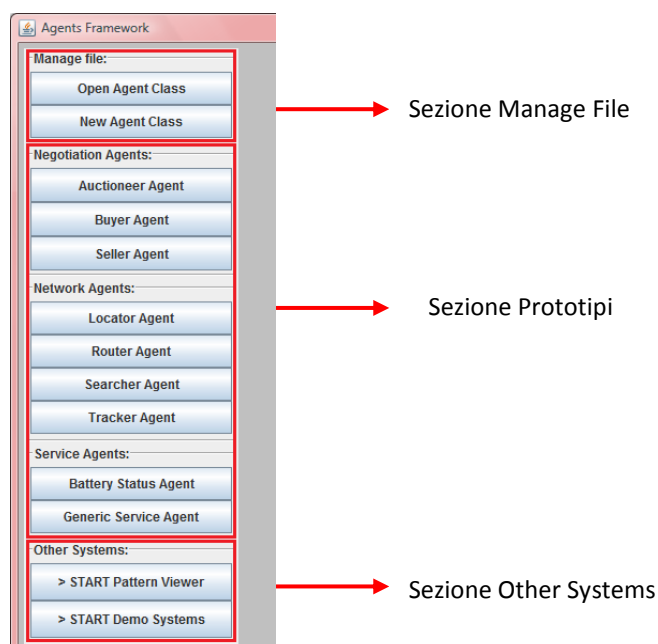 Agents Framework
Manage file:
Open Agent Class
New Agent Class
Sezione Manage File
Negotiation Agents:
Auctioneer Agent
Buyer Agent
Seller Agent
Network Agents:
Locator Agent
Sezione Prototipi
Router Agent
Searcher Agent
Tracker Agent
Service Agents:
Battery Status Agent
Generic Service Agent
Other Systems:
> START Pattern Viewer
Sezione Other Systems
> START Demo Systems